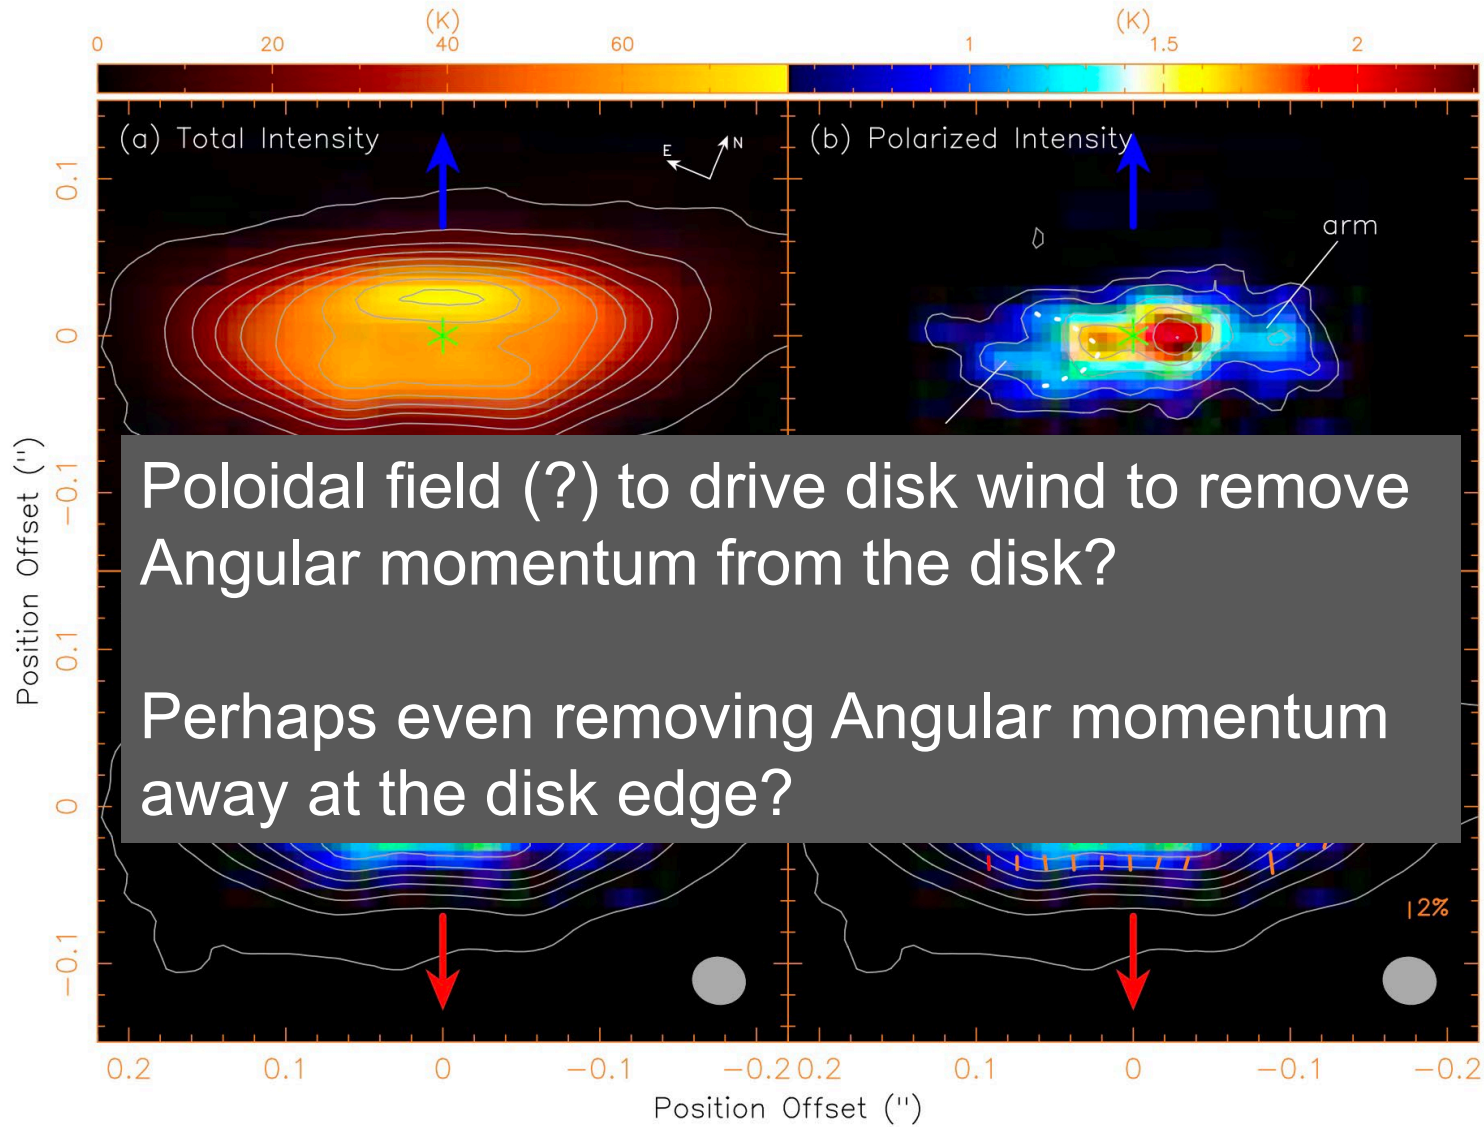 (K) (K)
0 20 40 60 1 1.5 2
(a) Total Intensity
E N
(b) Polarized Intensity
arm
0.1
0
-0.1
0.1
0
-0.1
Position Offset (")
Poloidal field (?) to drive disk wind to remove
Angular momentum from the disk?
Perhaps even removing Angular momentum
away at the disk edge?
2%
0.2 0.1 0 -0.1 -0.2 0.2 0.1 0 -0.1 -0.2
Position Offset (")